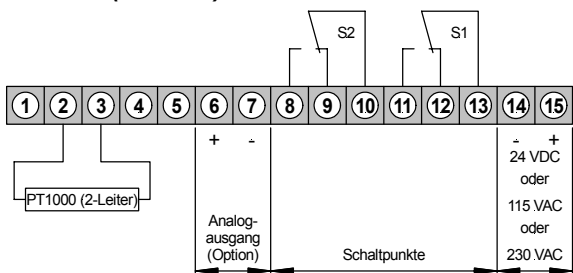 S2 S1
1 2 3 4 5 6 7 8 9 10 11 12 13 14 15
+ - - +
PT1000 (2-Leiter)
Analog-
ausgang
(Option)
Schaltpunkte
24 VDC
oder
115 VAC
oder
230 VAC